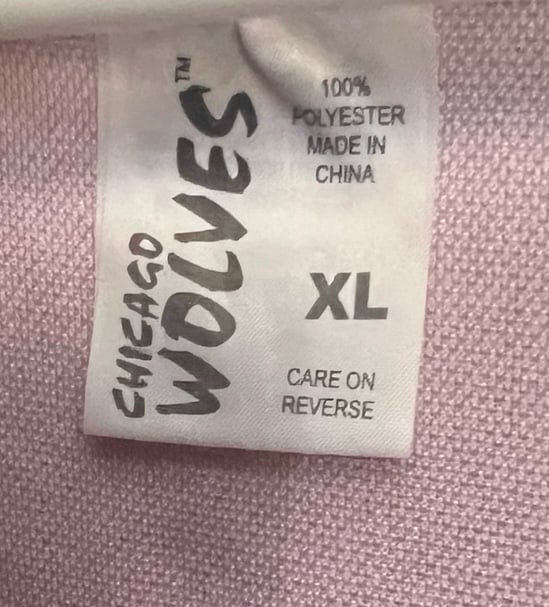 CHICAGO
WOLVES™
100%
POLYESTER
MADE IN
CHINA
XL
CARE ON
REVERSE